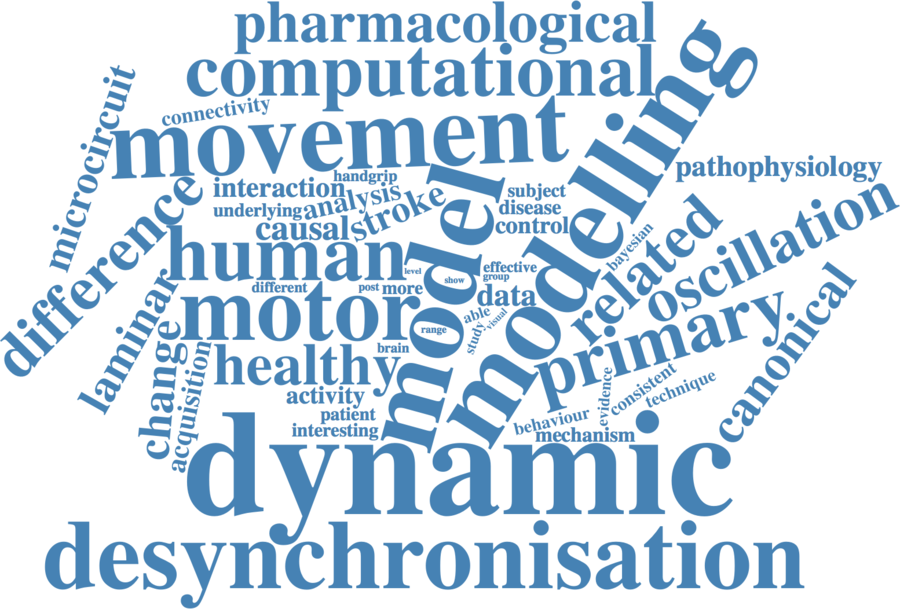 pharmacological
computational
connectivity
microcircuit
movement
modelling
handgrip
pathophysiology
interaction
analysis
difference
underlying
stroke
causal
model
subject
disease
control
human
level
show
effective
group
bayesian
related
oscillation
different
post
more
data
laminar
motor
range
able
study
visual
primary
canonical
change
brain
healthy
acquisition
activity
patient
interesting
evidence
consistent
technique
behaviour
mechanism
dynamic
desynchronisation